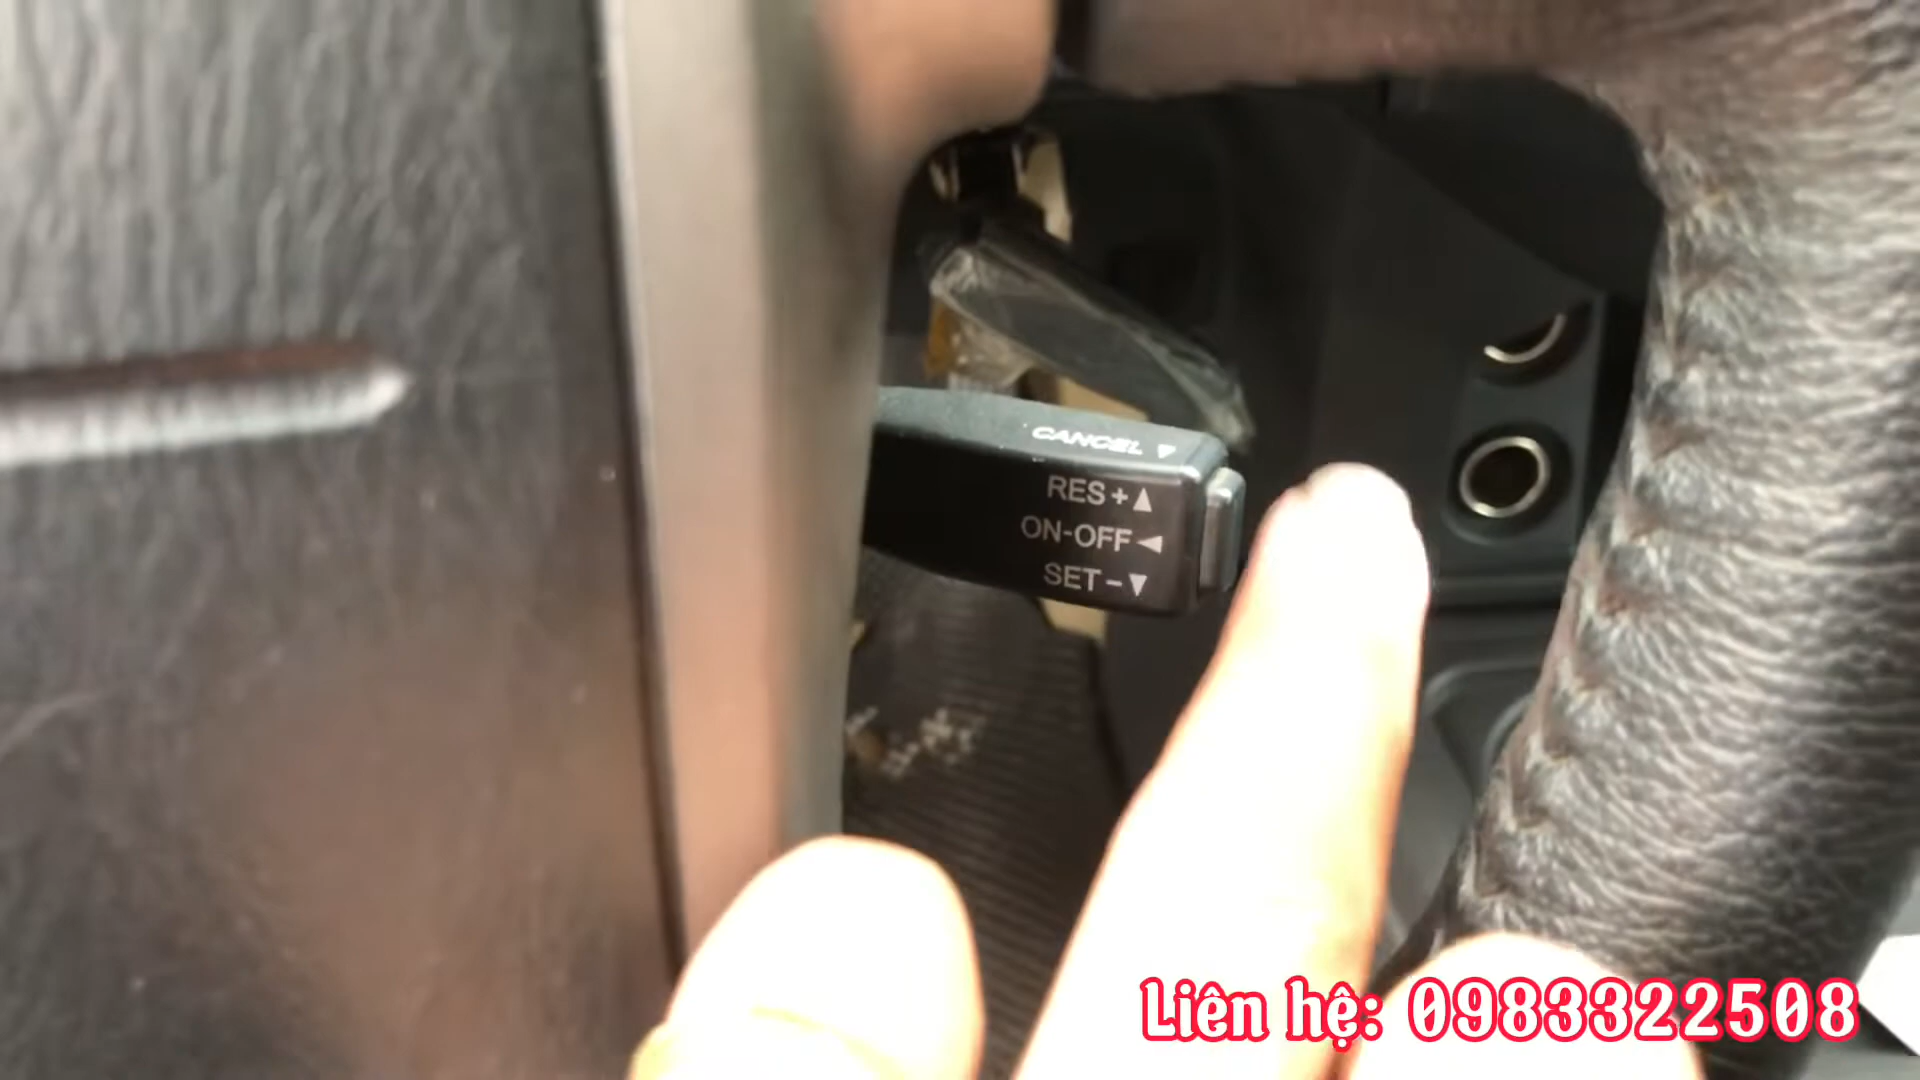 CANCEL ▼
RES + ▲
ON-OFF ◄
SET - ▼
Liên hệ: 0983322508